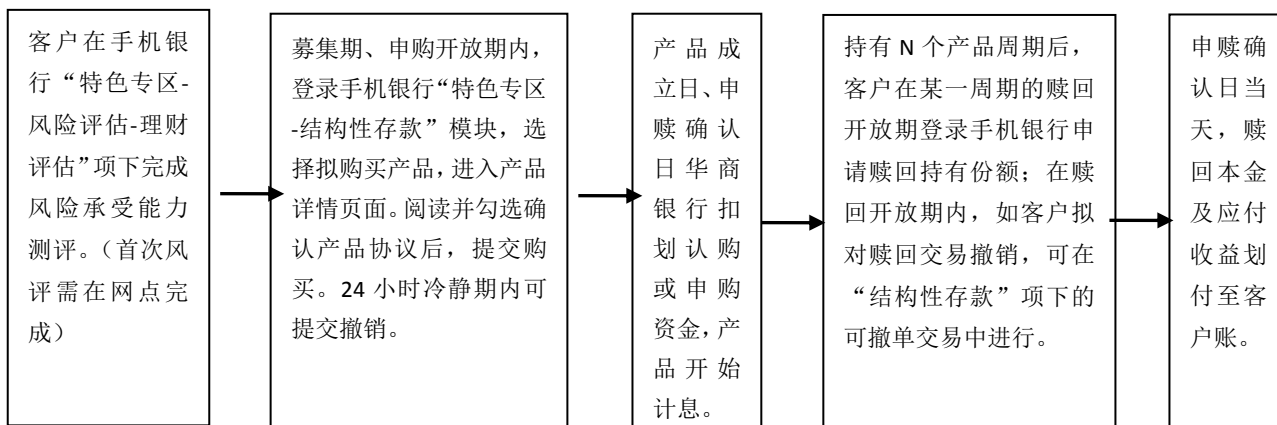 客户在手机银
行“特色专区-
风险评估-理财
评估”项下完成
风险承受能力
测评。（首次风
评需在网点完
成）
募集期、申购开放期内，
登录手机银行“特色专区
-结构性存款”模块，选
择拟购买产品，进入产品
详情页面。阅读并勾选确
认产品协议后，提交购
买。24 小时冷静期内可
提交撤销。
产品成
立日、申
赎确认
日华商
银行扣
划认购
或申购
资金，产
品开始
计息。
持有 N 个产品周期后，
客户在某一周期的赎回
开放期登录手机银行申
请赎回持有份额；在赎
回开放期内，如客户拟
对赎回交易撤销，可在
“结构性存款”项下的
可撤单交易中进行。
申赎确
认日当
天，赎
回本金
及应付
收益划
付至客
户账。